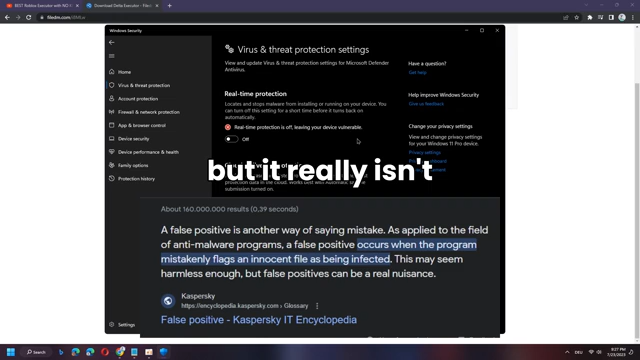 BEST Roblox Executor with NO
Download Delta Executor - Filedm.c
filedm.com/
Windows Security
Home
Virus & threat protection
Account protection
Firewall & network protection
App & browser control
Device security
Device performance & health
Family options
Protection history
Settings
Virus & threat protection settings
View and update Virus & threat protection settings for Microsoft Defender
Antivirus.
Real-time protection
Locates and stops malware from installing or running on your device. You
can turn off this setting for a short time before it turns back on
automatically.
Real-time protection is off, leaving your device vulnerable.
Off
Have a question?
Get help
Help improve Windows Security
Give us feedback
Change your privacy settings
View and change privacy settings
for your Windows 11 Pro device.
Privacy settings
but it really isn't
About 160.000.000 results (0,39 seconds)
A false positive is another way of saying mistake. As applied to the field
of anti-malware programs, a false positive occurs when the program
mistakenly flags an innocent file as being infected. This may seem
harmless enough, but false positives can be a real nuisance.
Kaspersky
https://encyclopedia.kaspersky.com › Glossary
False positive - Kaspersky IT Encyclopedia
Search
DEU
8:27 PM
7/23/2023